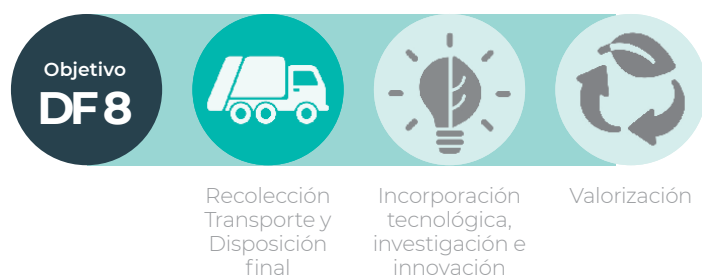 Objetivo
DF 8
Recolección
Transporte y
Disposición
final
Incorporación
tecnológica,
investigación e
innovación
Valorización